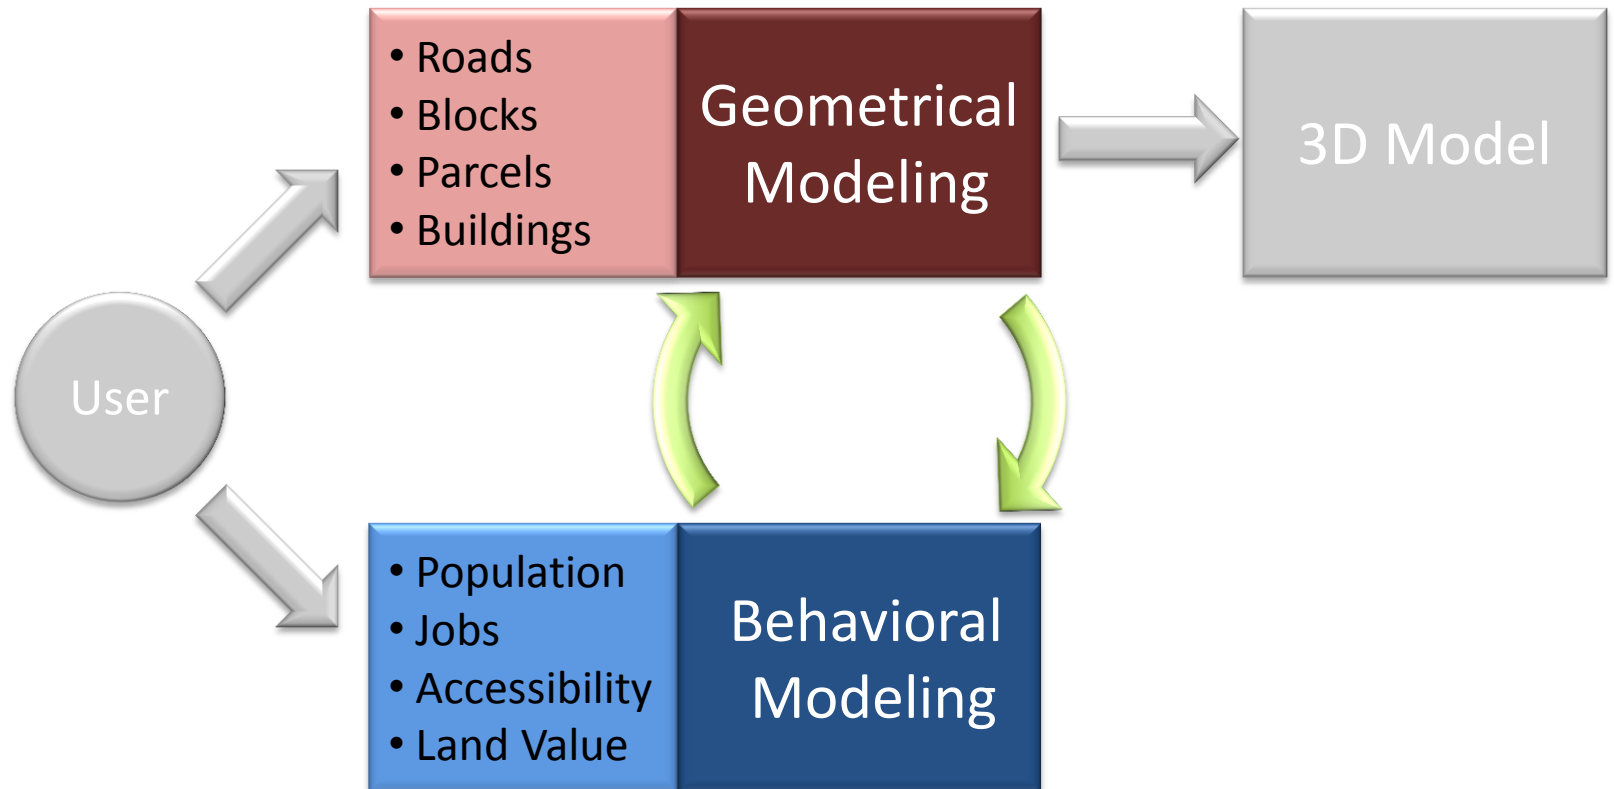 • Roads
• Blocks
• Parcels
• Buildings
Geometrical
Modeling
3D Model
User
• Population
• Jobs
• Accessibility
• Land Value
Behavioral
Modeling